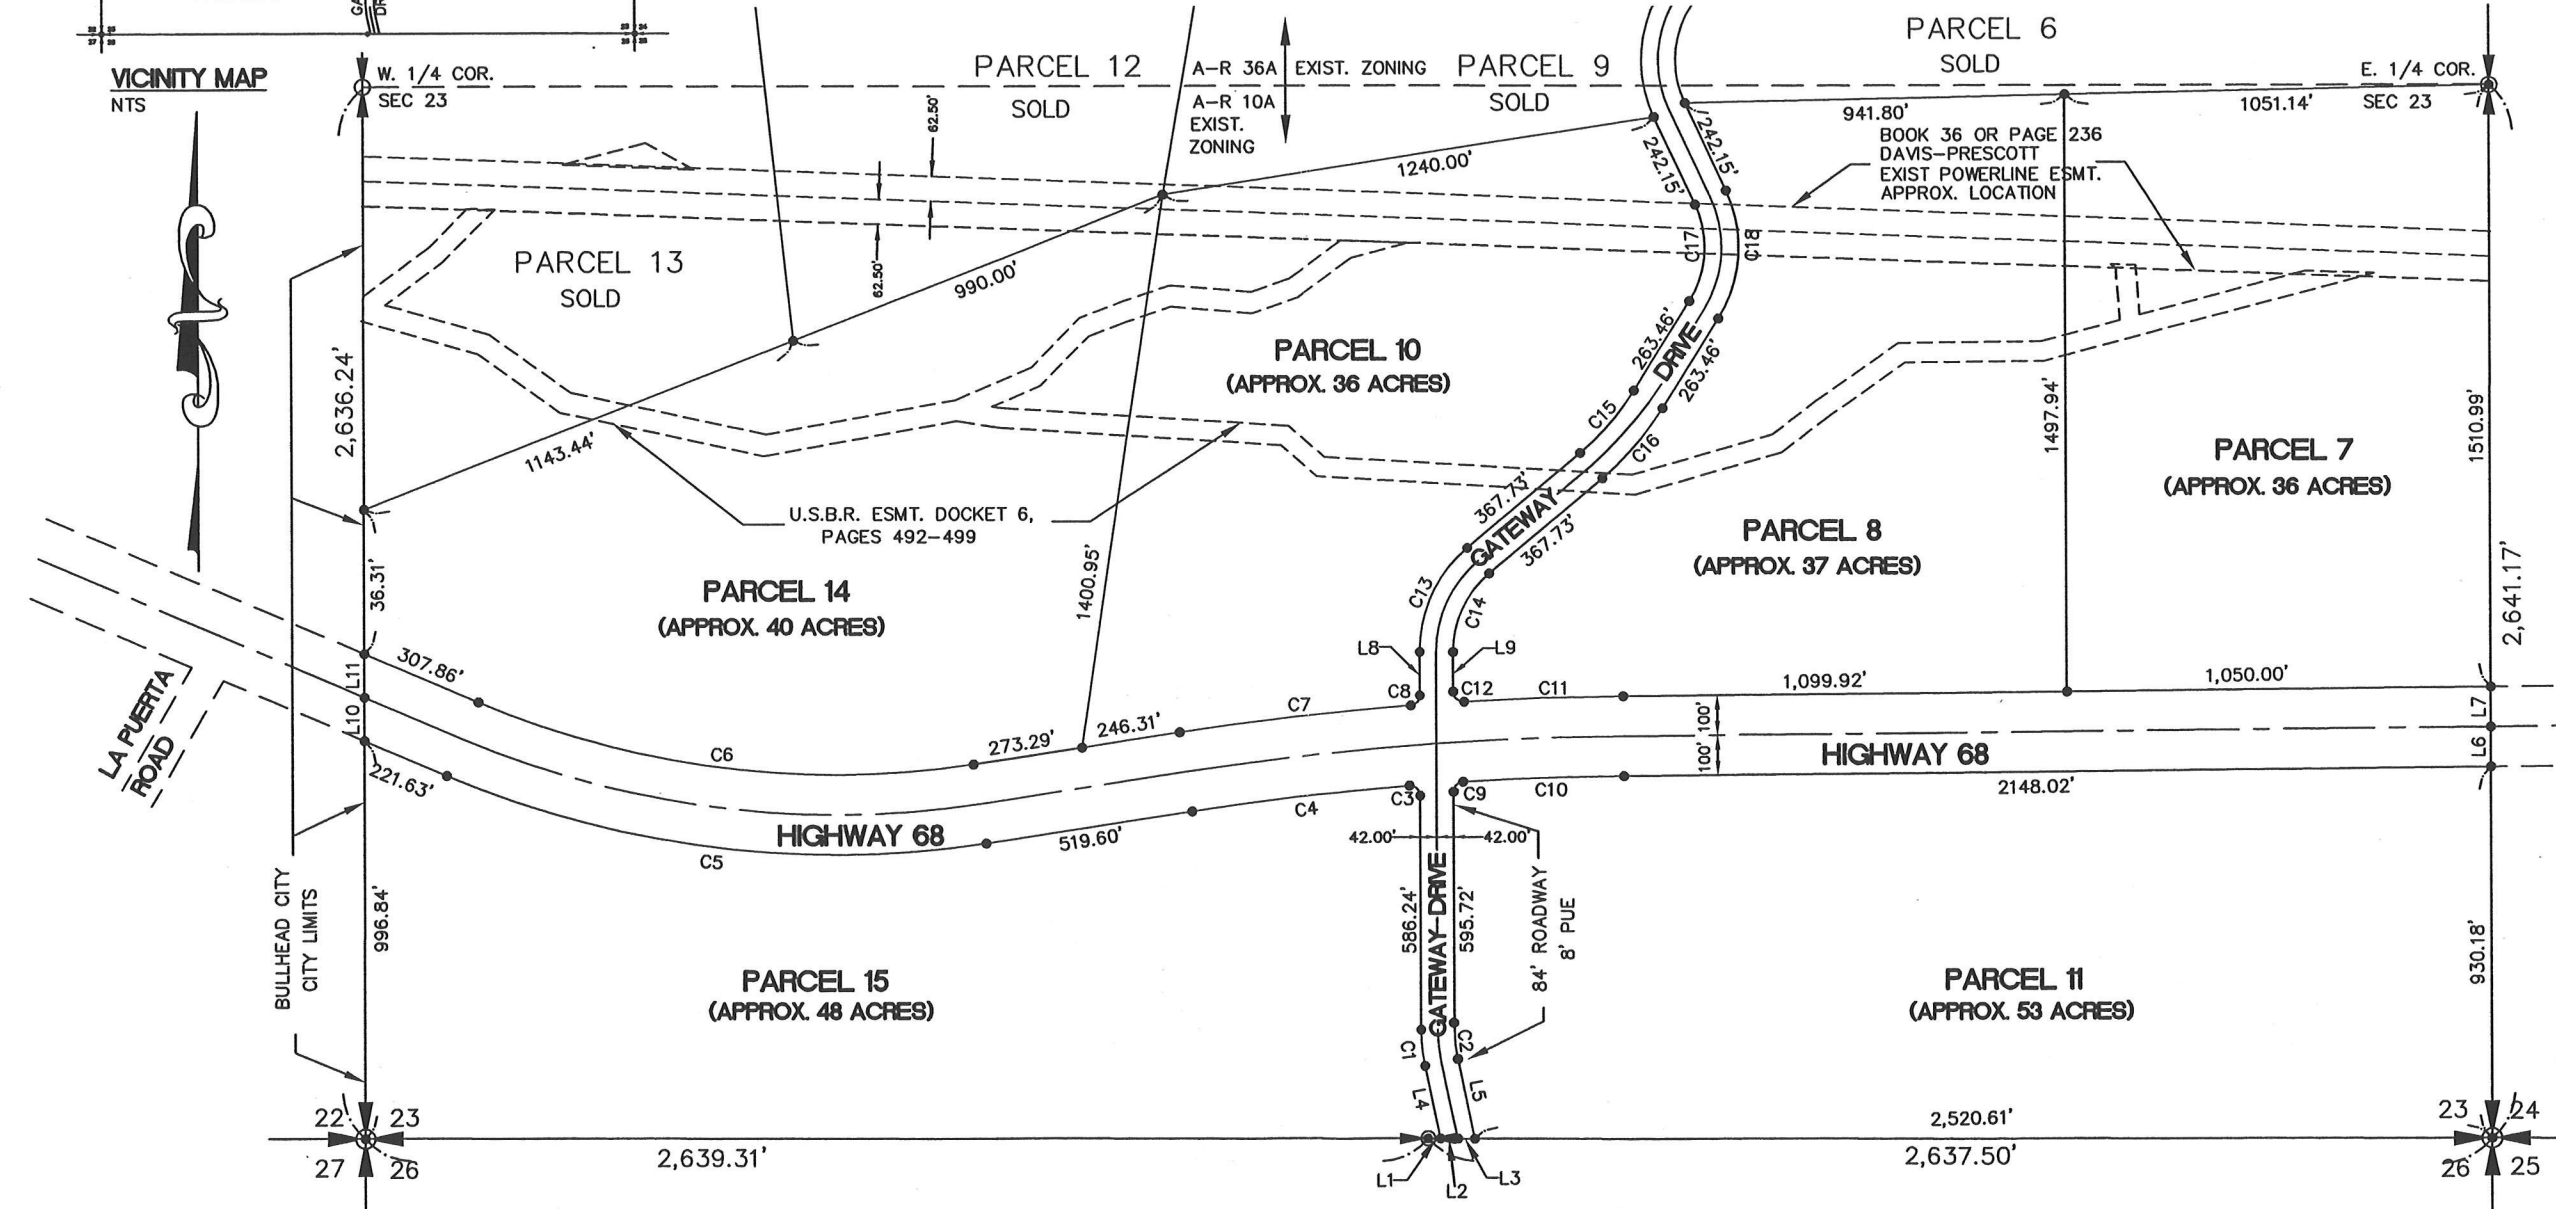 VICINITY MAP
NTS
W. 1/4 COR.
SEC 23
PARCEL 12
SOLD
A-R 36A
EXIST. ZONING
A-R 10A
EXIST.
ZONING
PARCEL 9
SOLD
PARCEL 6
SOLD
E. 1/4 COR.
SEC 23
941.80'
1051.14'
BOOK 36 OR PAGE 236
DAVIS-PRESCOTT
EXIST POWERLINE ESMT.
APPROX. LOCATION
62.50'
62.50'
1240.00'
242.15'
242.15'
C17
C18
PARCEL 13
SOLD
990.00'
2,636.24'
1143.44'
PARCEL 10
(APPROX. 36 ACRES)
263.46'
DRIVE
263.46'
C15
C16
1497.94'
1510.99'
PARCEL 7
(APPROX. 36 ACRES)
U.S.B.R. ESMT. DOCKET 6,
PAGES 492-499
367.73'
GATEWAY
367.73'
PARCEL 8
(APPROX. 37 ACRES)
36.31'
PARCEL 14
(APPROX. 40 ACRES)
1400.95'
C13
C14
2,641.17'
L8
L9
307.86'
L11
L10
LA PUERTA
ROAD
221.63'
C6
273.29'
246.31'
C7
C8
C12
C11
1,099.92'
1,050.00'
L7
L6
100'
100'
HIGHWAY 68
2148.02'
HIGHWAY 68
C5
519.60'
C4
C3
C9
C10
42.00'
42.00'
BULLHEAD CITY
CITY LIMITS
996.84'
586.24'
GATEWAY DRIVE
595.72'
84' ROADWAY
8' PUE
930.18'
PARCEL 15
(APPROX. 48 ACRES)
PARCEL 11
(APPROX. 53 ACRES)
C1
C2
L4
L5
22
23
27
26
2,639.31'
L1
L2
L3
2,520.61'
2,637.50'
23
24
26
25